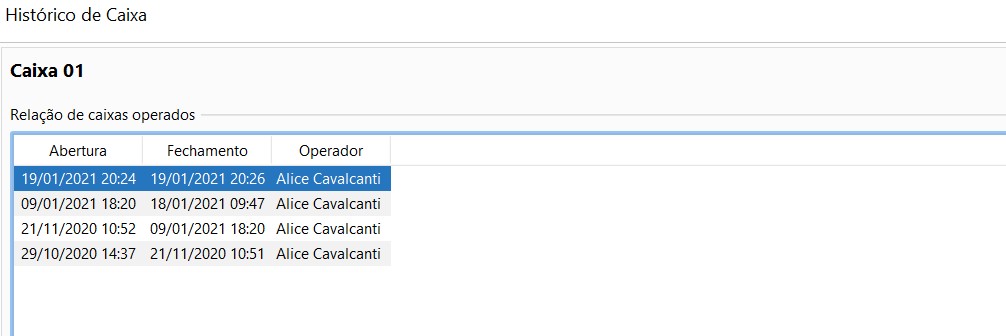 Histórico de Caixa
Caixa 01
Relação de caixas operados
Abertura Fechamento Operador
19/01/2021 20:24 19/01/2021 20:26 Alice Cavalcanti
09/01/2021 18:20 18/01/2021 09:47 Alice Cavalcanti
21/11/2020 10:52 09/01/2021 18:20 Alice Cavalcanti
29/10/2020 14:37 21/11/2020 10:51 Alice Cavalcanti